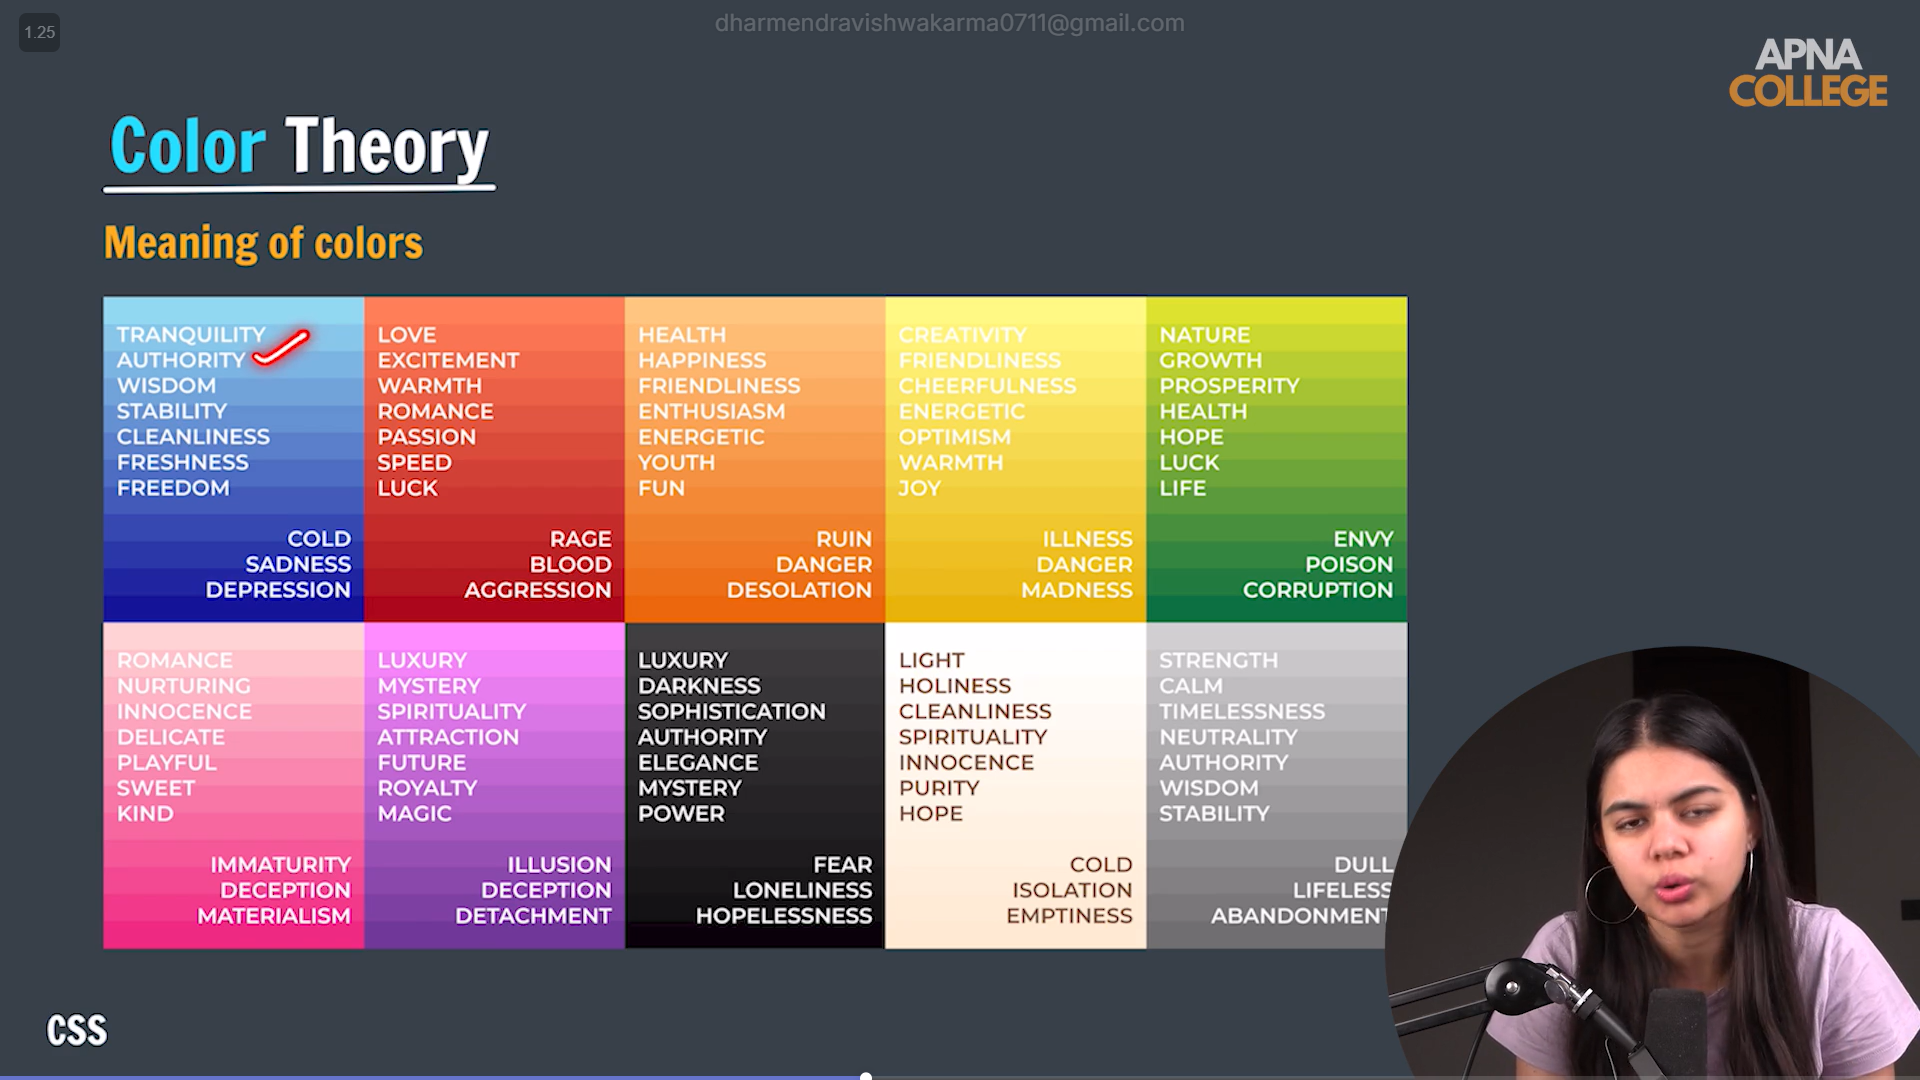 1.25
dharmendravishwakarma0711@gmail.com
APNA
COLLEGE
Color Theory
Meaning of colors
TRANQUILITY
AUTHORITY
WISDOM
STABILITY
CLEANLINESS
FRESHNESS
FREEDOM
COLD
SADNESS
DEPRESSION
LOVE
EXCITEMENT
WARMTH
ROMANCE
PASSION
SPEED
LUCK
RAGE
BLOOD
AGGRESSION
HEALTH
HAPPINESS
FRIENDLINESS
ENTHUSIASM
ENERGETIC
YOUTH
FUN
RUIN
DANGER
DESOLATION
CREATIVITY
FRIENDLINESS
CHEERFULNESS
ENERGETIC
OPTIMISM
WARMTH
JOY
ILLNESS
DANGER
MADNESS
NATURE
GROWTH
PROSPERITY
HEALTH
HOPE
LUCK
LIFE
ENVY
POISON
CORRUPTION
ROMANCE
NURTURING
INNOCENCE
DELICATE
PLAYFUL
SWEET
KIND
IMMATURITY
DECEPTION
MATERIALISM
LUXURY
MYSTERY
SPIRITUALITY
ATTRACTION
FUTURE
ROYALTY
MAGIC
ILLUSION
DECEPTION
DETACHMENT
LUXURY
DARKNESS
SOPHISTICATION
AUTHORITY
ELEGANCE
MYSTERY
POWER
FEAR
LONELINESS
HOPELESSNESS
LIGHT
HOLINESS
CLEANLINESS
SPIRITUALITY
INNOCENCE
PURITY
HOPE
COLD
ISOLATION
EMPTINESS
STRENGTH
CALM
TIMELESSNESS
NEUTRALITY
AUTHORITY
WISDOM
STABILITY
DULL
LIFELESS
ABANDONMENT
CSS